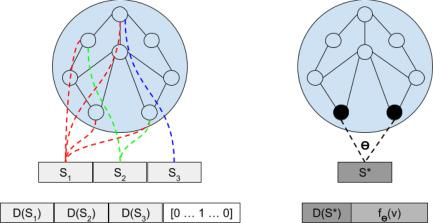 ϴ
S₁ S₂ S₃ S*
D(S₁) D(S₂) D(S₃) [0 ... 1 ... 0] D(S*) fϴ(v)